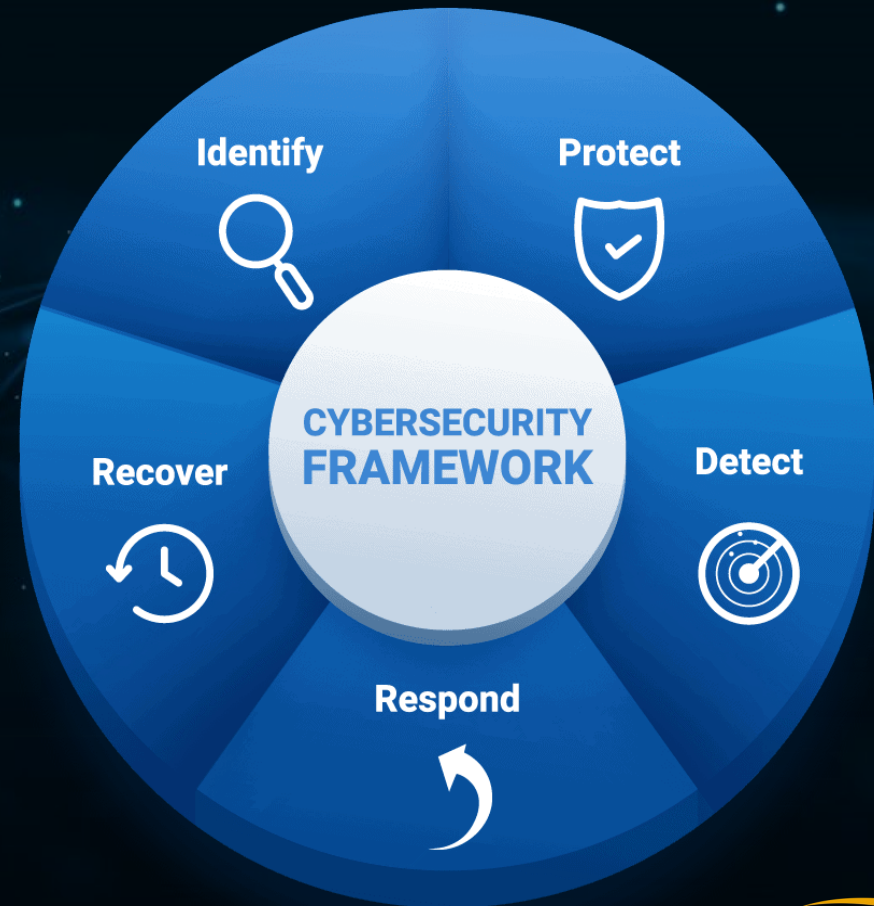 Identify
Protect
CYBERSECURITY
FRAMEWORK
Recover
Detect
Respond